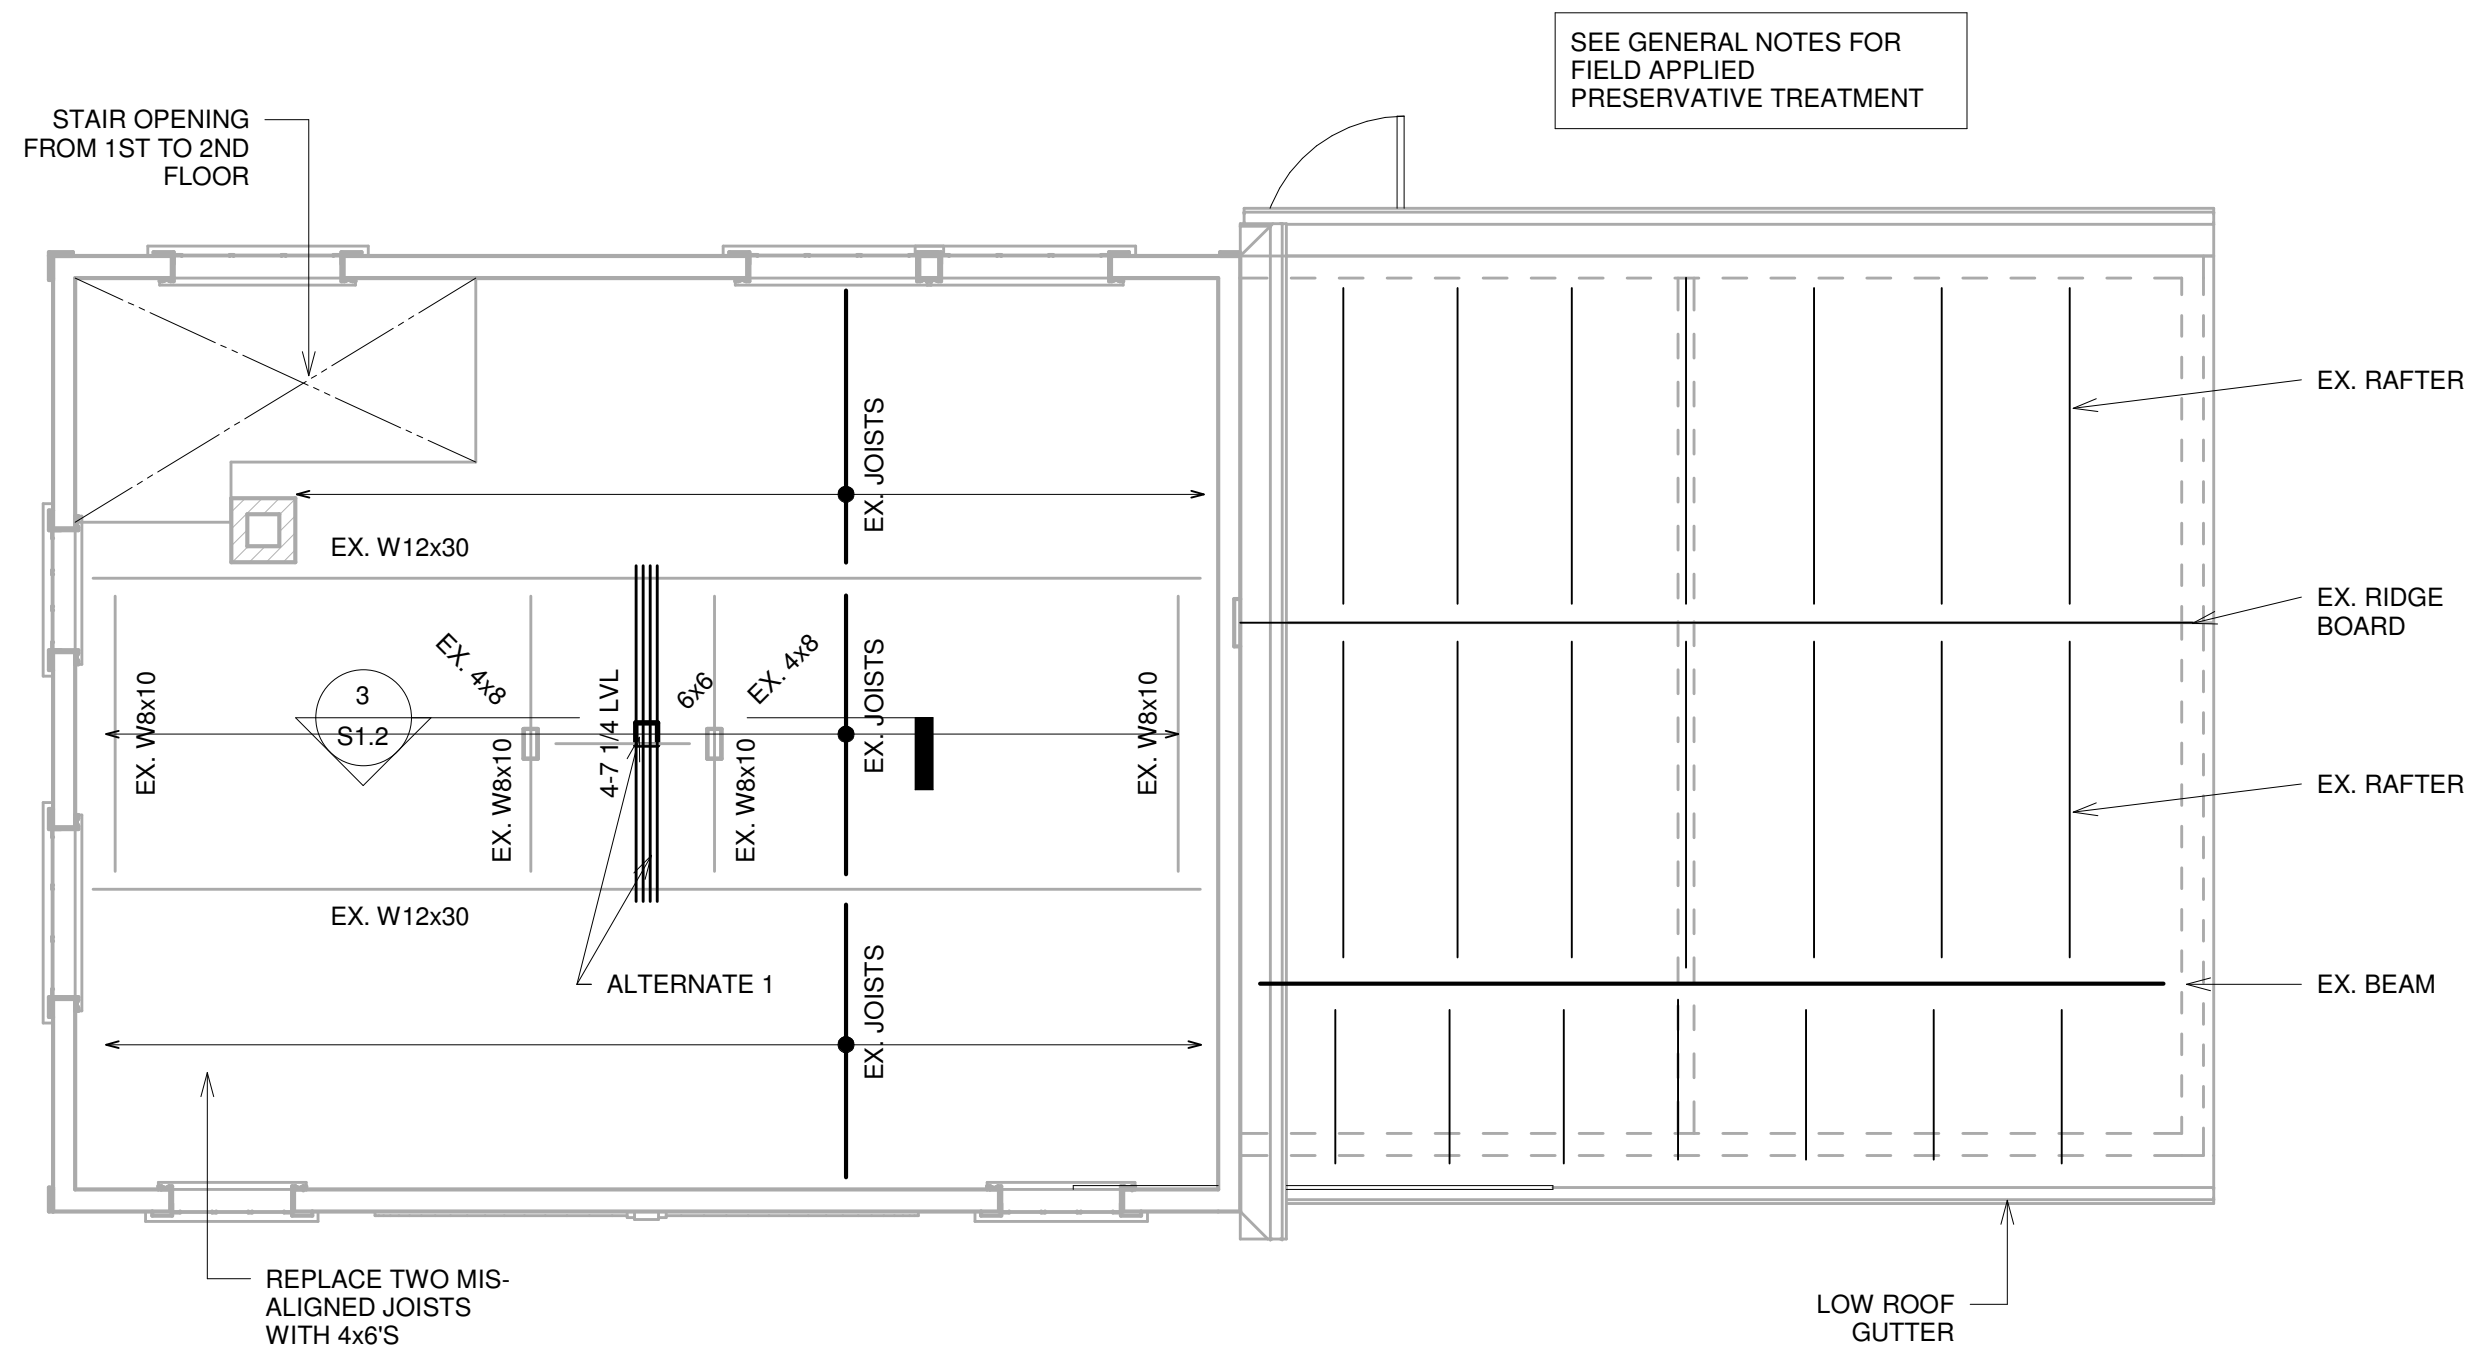 SEE GENERAL NOTES FOR
FIELD APPLIED
PRESERVATIVE TREATMENT
STAIR OPENING
FROM 1ST TO 2ND
FLOOR
EX. RAFTER
EX. JOISTS
EX. W12x30
EX. RIDGE
BOARD
EX. 4x8
6x6
EX. 4x8
EX. W8x10
3
S1.2
EX. W8x10
4-7 1/4 LVL
EX. W8x10
EX. JOISTS
EX. W8x10
EX. RAFTER
EX. W12x30
ALTERNATE 1
EX. JOISTS
EX. BEAM
REPLACE TWO MIS-
ALIGNED JOISTS
WITH 4x6'S
LOW ROOF
GUTTER